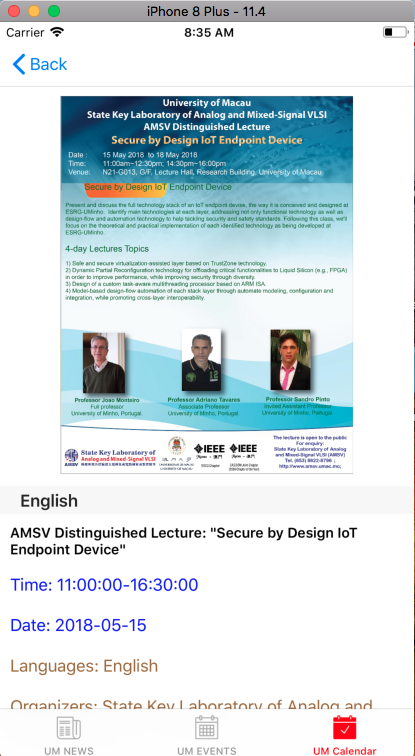 iPhone 8 Plus - 11.4
Carrier 8:35 AM
Back
University of Macau
State Key Laboratory of Analog and Mixed-Signal VLSI
AMSV Distinguished Lecture
Secure by Design IoT Endpoint Device
Date : 15 May 2018 to 18 May 2018
Time: 11:00am~12:30pm; 14:30pm~16:00pm
Venue: N21-G013, G/F, Lecture Hall, Research Building, University of Macau
Secure by Design IoT Endpoint Device
Present and discuss the full technology stack of an IoT endpoint devise, the way it is conceived and designed at
ESRG-UMinho. Identify main technologies at each layer, addressing not only functional technology as well as
design-flow and automation technology to help tackling security and safety standards. Following this class, we'll
focus on the theoretical and practical implementation of each identified technology as being developed at
ESRG-UMinho.
4-day Lectures Topics
1) Safe and secure virtualization-assisted layer based on TrustZone technology.
2) Dynamic Partial Reconfiguration technology for offloading critical functionalities to Liquid Silicon (e.g., FPGA)
in order to improve performance, while improving security through diversity.
3) Design of a custom task-aware multithreading processor based on ARM ISA.
4) Model-based design-flow automation of each stack layer through automate modeling, configuration and
integration, while promoting cross-layer interoperability.
Professor Joao Monteiro
Full professor
University of Minho, Portugal.
Professor Adriano Tavares
Associate Professor
University of Minho, Portugal.
Professor Sandro Pinto
Invited Assistant Professor
University of Minho, Portugal.
State Key Laboratory of
Analog and Mixed-Signal VLSI
AMSV
IEEE
IEEE
The lecture is open to the public
For enquiry:
State Key Laboratory of Analog
and Mixed-Signal VLSI (AMSV)
Tel. (853) 8822-8796 ;
http://www.amsv.umac.mo;
English
AMSV Distinguished Lecture: "Secure by Design IoT
Endpoint Device"
Time: 11:00:00-16:30:00
Date: 2018-05-15
Languages: English
Organizers: State Key Laboratory of Analog and
UM NEWS
UM EVENTS
UM Calendar